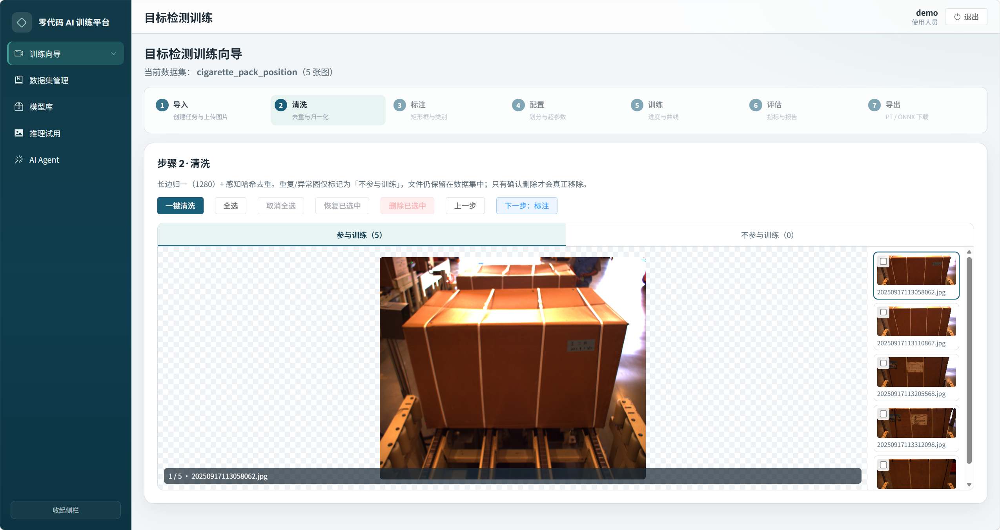 零代码 AI 训练平台
训练向导
数据集管理
模型库
推理试用
AI Agent
收起侧栏
目标检测训练
demo
使用人员
退出
目标检测训练向导
当前数据集： cigarette_pack_position（5 张图）
1 导入
创建任务与上传图片
2 清洗
去重与归一化
3 标注
矩形框与类别
4 配置
划分与超参数
5 训练
进度与曲线
6 评估
指标与报告
7 导出
PT / ONNX 下载
步骤 2 · 清洗
长边归一（1280）+ 感知哈希去重。重复/异常图仅标记为「不参与训练」，文件仍保留在数据集中；只有确认删除才会真正移除。
一键清洗
全选
取消全选
恢复已选中
删除已选中
上一步
下一步：标注
参与训练（5）
不参与训练（0）
1 / 5 • 20250917113058062.jpg
20250917113058062.jpg
20250917113110867.jpg
20250917113205568.jpg
20250917113312098.jpg